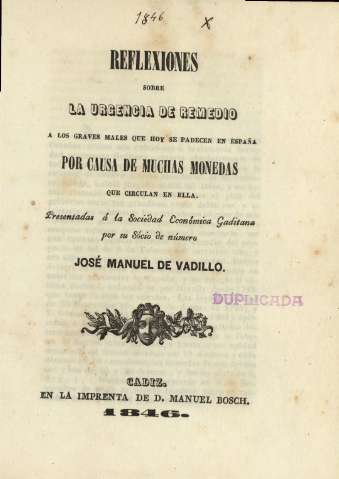 1846 X
REFLEXIONES
SOBRE
LA URGENCIA DE REMEDIO
A LOS GRAVES MALES QUE HOY SE PADECEN EN ESPAÑA
POR CAUSA DE MUCHAS MONEDAS
QUE CIRCULAN EN ELLA.
Presentadas á la Sociedad Económica Gaditana
por su Sócio de número
JOSÉ MANUEL DE VADILLO.
DUPLICADA
CADIZ.
EN LA IMPRENTA DE D. MANUEL BOSCH.
1846.